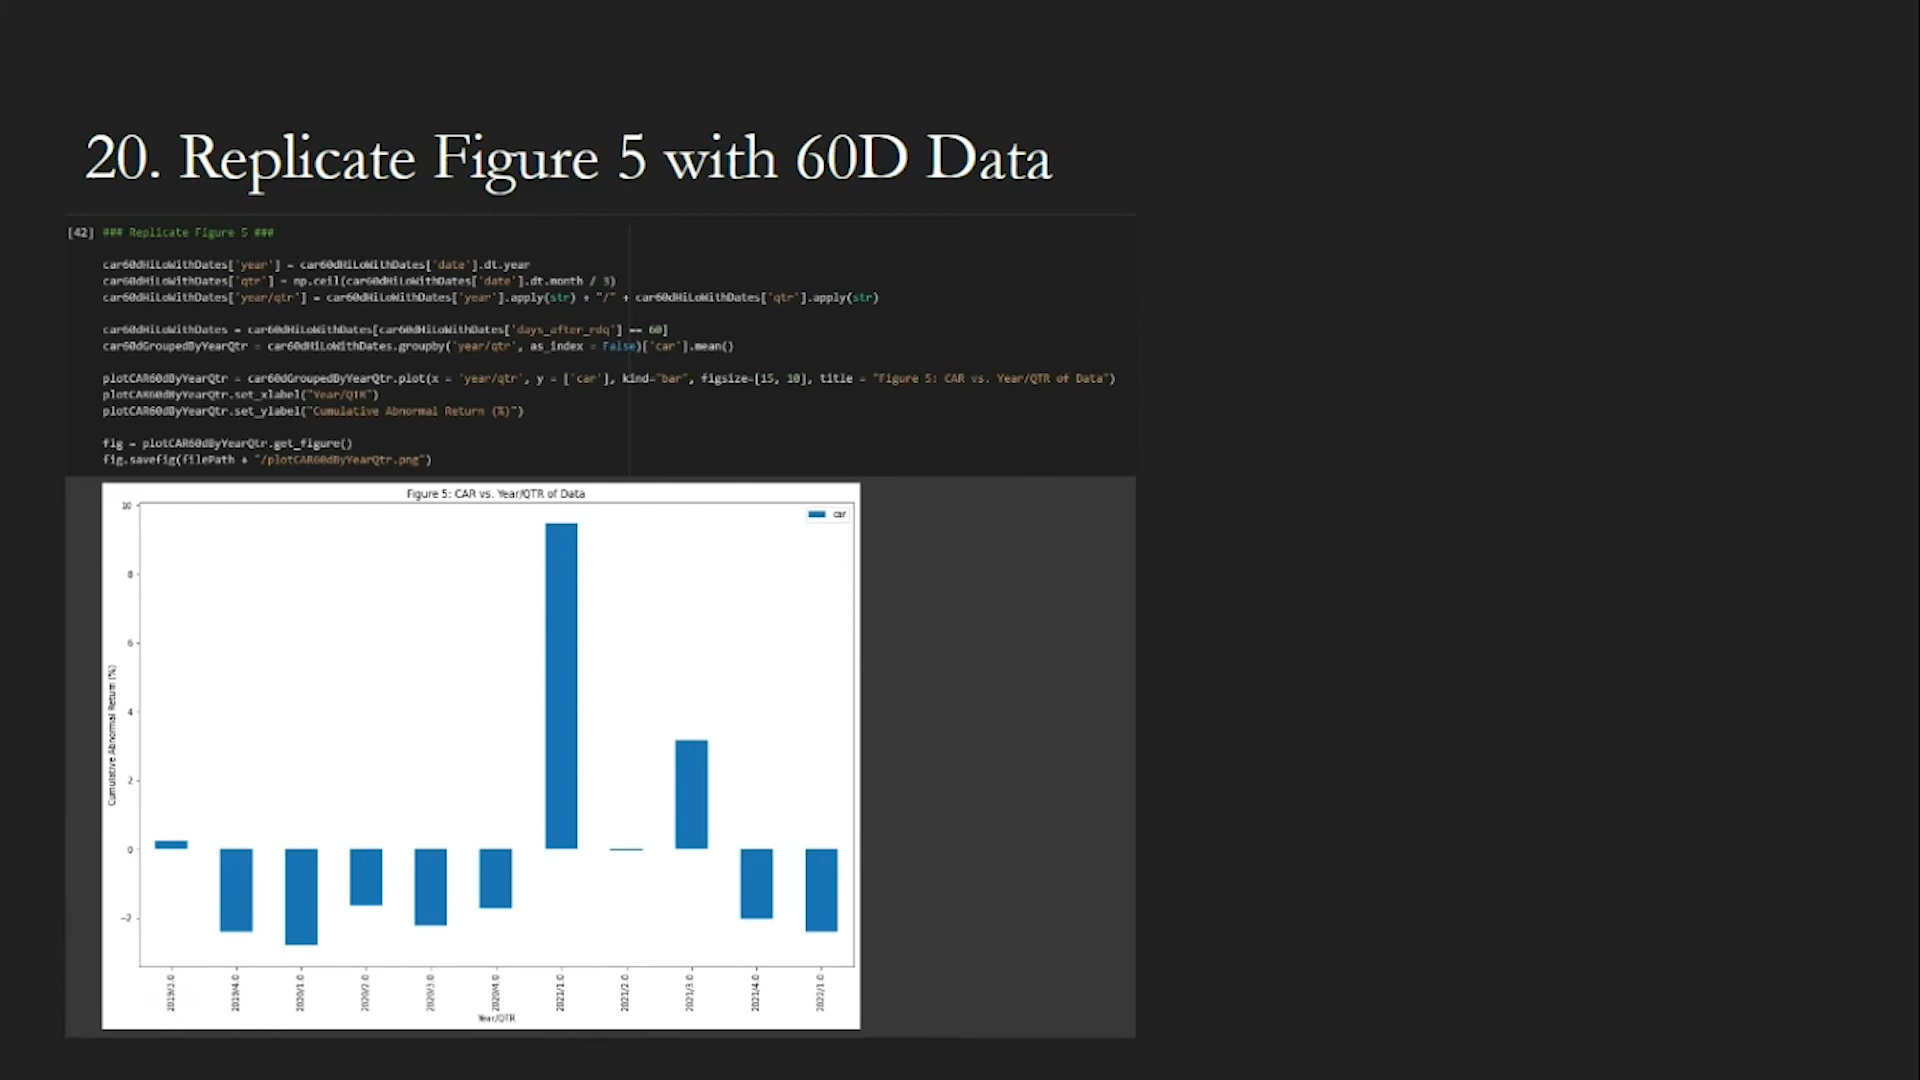 20. Replicate Figure 5 with 60D Data
[42] ### Replicate Figure 5 ###
car60dHiLoWithDates['year'] = car60dHiLoWithDates['date'].dt.year
car60dHiLoWithDates['qtr'] = np.ceil(car60dHiLoWithDates['date'].dt.month / 3)
car60dHiLoWithDates['year/qtr'] = car60dHiLoWithDates['year'].apply(str) + "/" + car60dHiLoWithDates['qtr'].apply(str)
car60dHiLoWithDates = car60dHiLoWithDates[car60dHiLoWithDates['days_after_rdq'] == 60]
car60dGroupedByYearQtr = car60dHiLoWithDates.groupby('year/qtr', as_index = False)['car'].mean()
plotCAR60dByYearQtr = car60dGroupedByYearQtr.plot(x = 'year/qtr', y = ['car'], kind="bar", figsize=[15, 10], title = "Figure 5: CAR vs. Year/QTR of Data")
plotCAR60dByYearQtr.set_xlabel("Year/QTR")
plotCAR60dByYearQtr.set_ylabel("Cumulative Abnormal Return (%)")
fig = plotCAR60dByYearQtr.get_figure()
fig.savefig(filePath + "/plotCAR60dByYearQtr.png")
Figure 5: CAR vs. Year/QTR of Data
car
10
8
6
4
2
0
−2
Cumulative Abnormal Return (%)
2019/3.0
2019/4.0
2020/1.0
2020/2.0
2020/3.0
2020/4.0
2021/1.0
2021/2.0
2021/3.0
2021/4.0
2022/1.0
Year/QTR